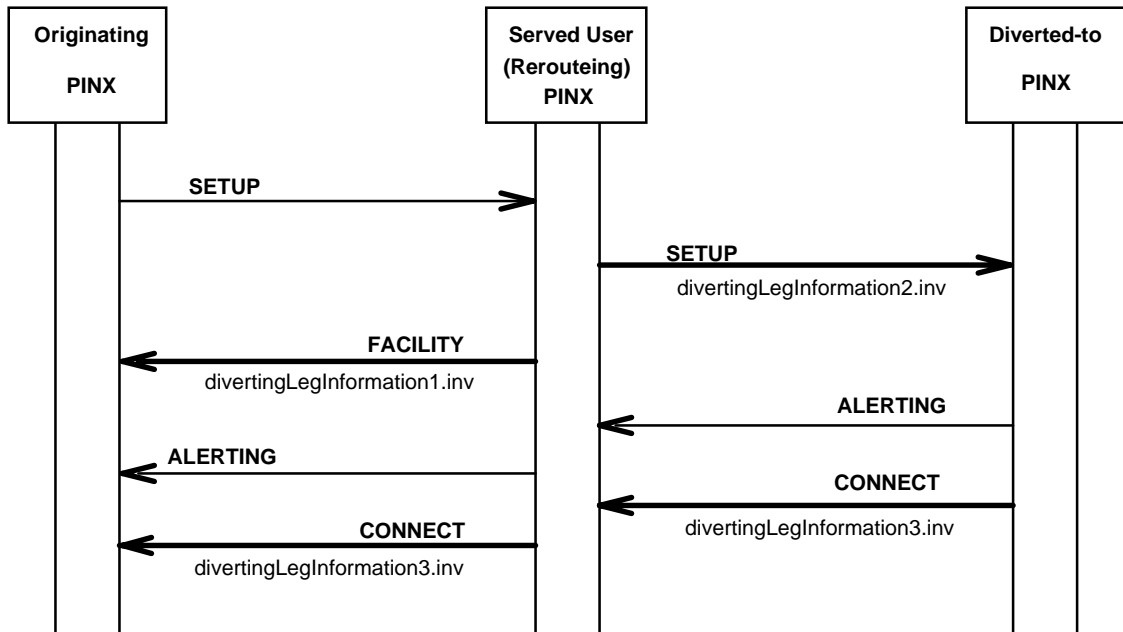 Originating
PINX
Served User
(Rerouteing)
PINX
Diverted-to
PINX
SETUP
SETUP
divertingLegInformation2.inv
FACILITY
divertingLegInformation1.inv
ALERTING
ALERTING
CONNECT
divertingLegInformation3.inv
CONNECT
divertingLegInformation3.inv